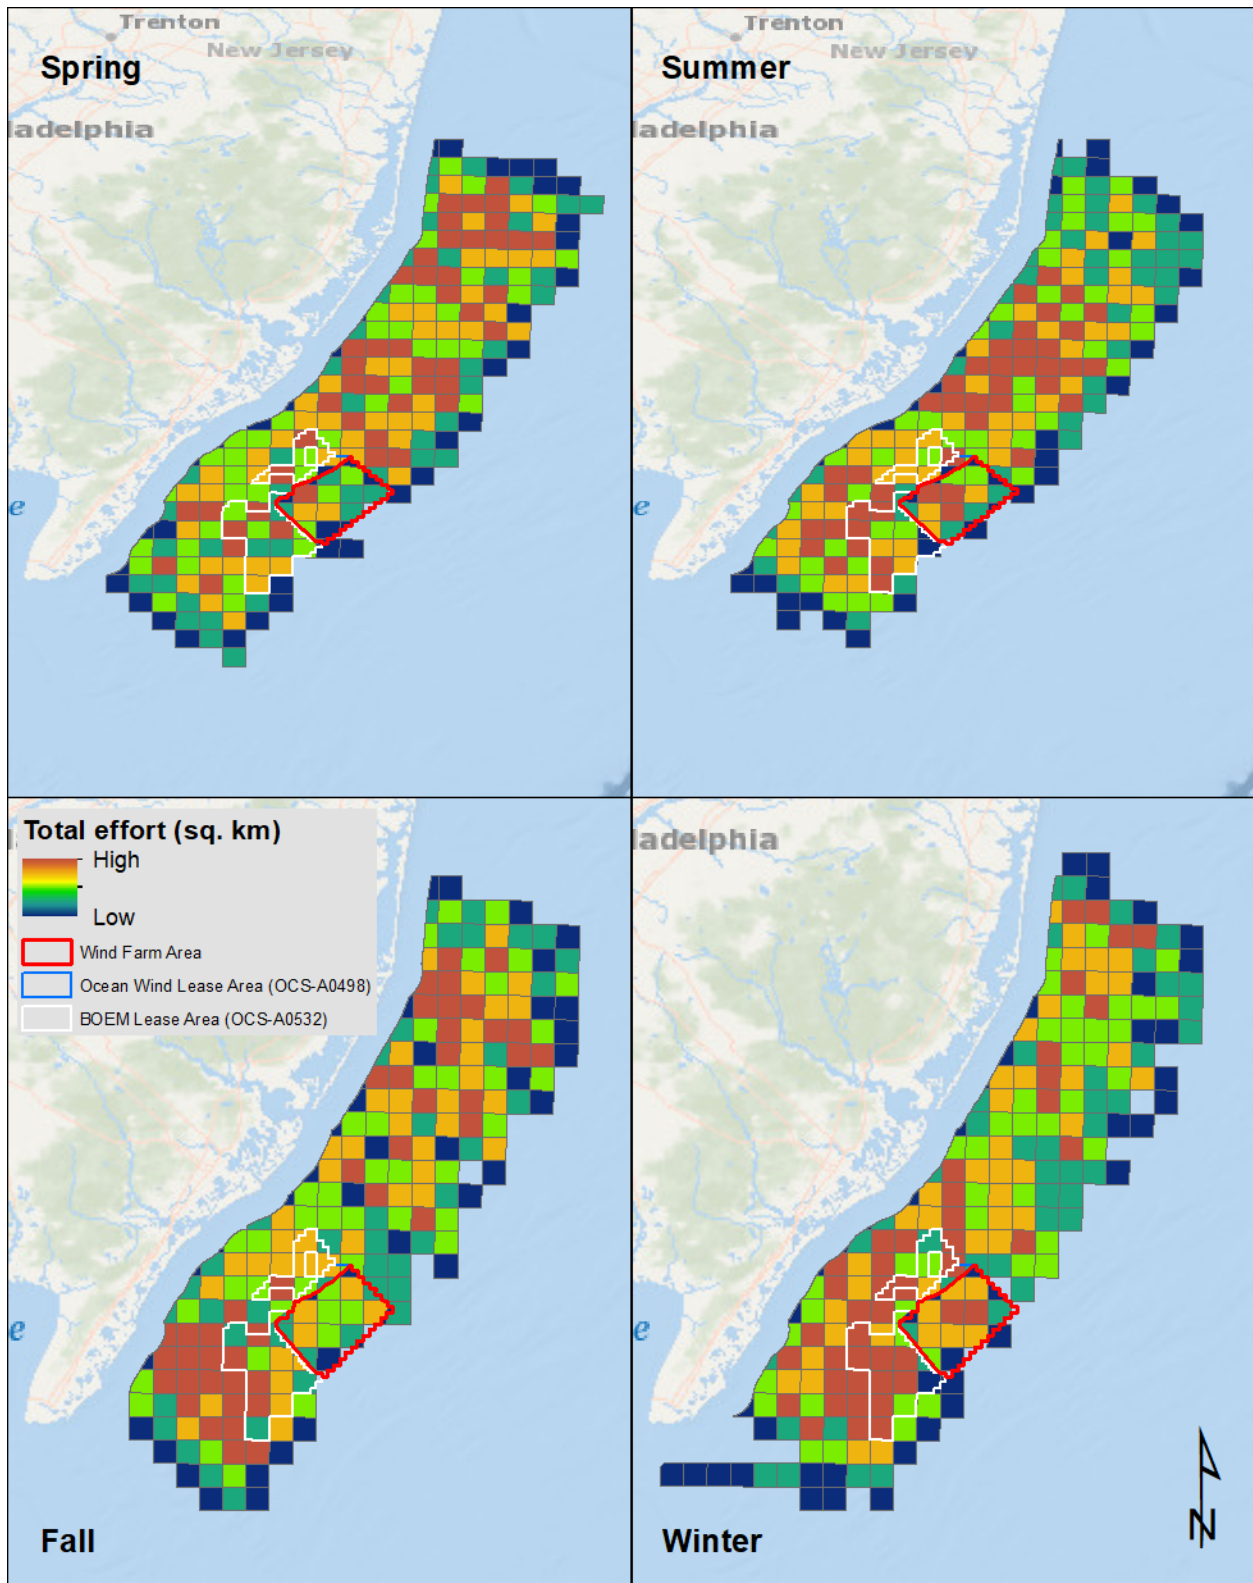 Trenton
New Jersey
Spring
ladelphia
e
Trenton
New Jersey
Summer
ladelphia
e
Total effort (sq. km)
High
Low
Wind Farm Area
Ocean Wind Lease Area (OCS-A0498)
BOEM Lease Area (OCS-A0532)
e
Fall
ladelphia
e
Winter
N